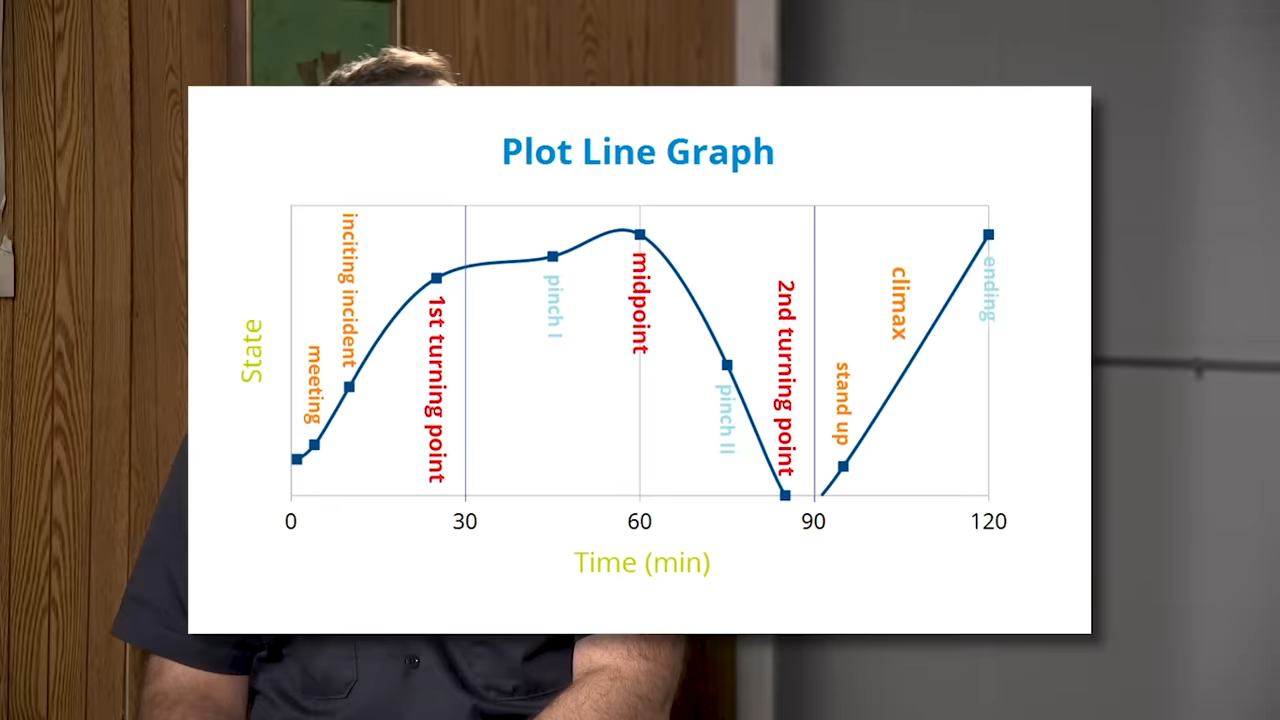 Plot Line Graph
State
meeting
inciting incident
1st turning point
pinch I
midpoint
pinch II
2nd turning point
stand up
climax
ending
0 30 60 90 120
Time (min)